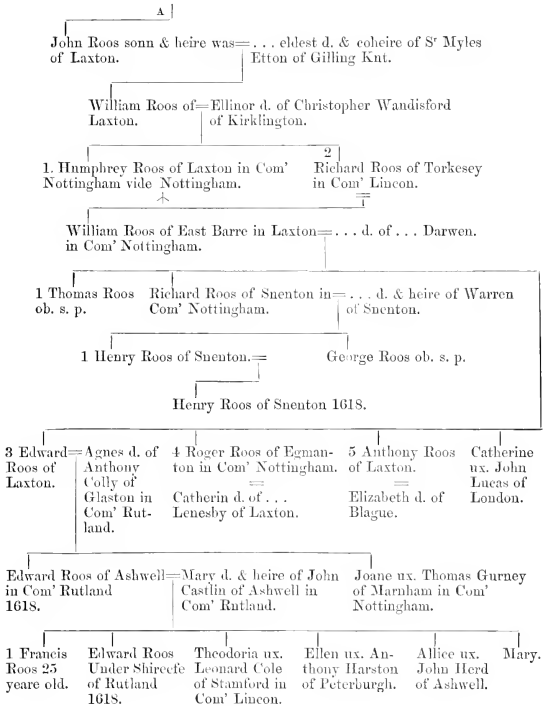 A
John Roos sonn & heire was = . . . eldest d. & coheire of Sr Myles
of Laxton. Etton of Gilling Knt.
William Roos of = Ellinor d. of Christopher Wandisford
Laxton. of Kirklington.
2
1. Humphrey Roos of Laxton in Com' Richard Roos of Torkesey
Nottingham vide Nottingham. in Com' Lincon.
=
William Roos of East Barre in Laxton = . . . d. of . . . Darwen.
in Com' Nottingham.
1 Thomas Roos Richard Roos of Snenton in = . . . d. & heire of Warren
ob. s. p. Com' Nottingham. of Snenton.
1 Henry Roos of Snenton. = George Roos ob. s. p.
Henry Roos of Snenton 1618.
3 Edward = Agnes d. of 4 Roger Roos of Egman- 5 Anthony Roos Catherine
Roos of Anthony ton in Com' Nottingham. of Laxton. ux. John
Laxton. Colly of = = Lucas of
Glaston in Catherin d. of . . . Elizabeth d. of London.
Com' Rut- Lenesby of Laxton. Blague.
land.
Edward Roos of Ashwell = Mary d. & heire of John Joane ux. Thomas Gurney
in Com' Rutland Castlin of Ashwell in of Marnham in Com'
1618. Com' Rutland. Nottingham.
1 Francis Edward Roos Theodoria ux. Ellen ux. An- Allice ux. Mary.
Roos 25 Under Shireefe Leonard Cole thony Harston John Herd
yeare old. of Rutland of Stamford in of Peterburgh. of Ashwell.
1618. Com' Lincon.